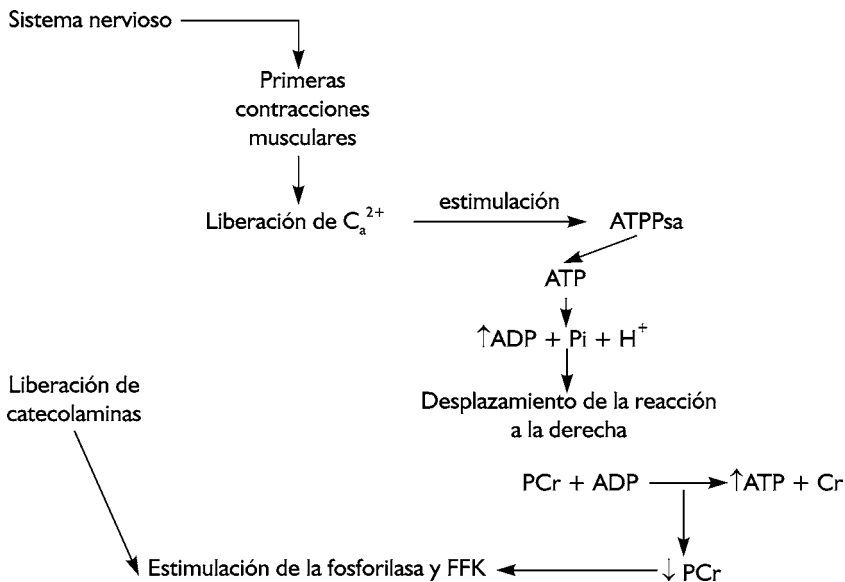 Sistema nervioso
Primeras
contracciones
musculares
estimulación
Liberación de Ca²⁺
ATPPsa
ATP
↑ADP + Pi + H⁺
Liberación de
catecolaminas
Desplazamiento de la reacción
a la derecha
PCr + ADP → ↑ATP + Cr
Estimulación de la fosforilasa y FFK
↓ PCr